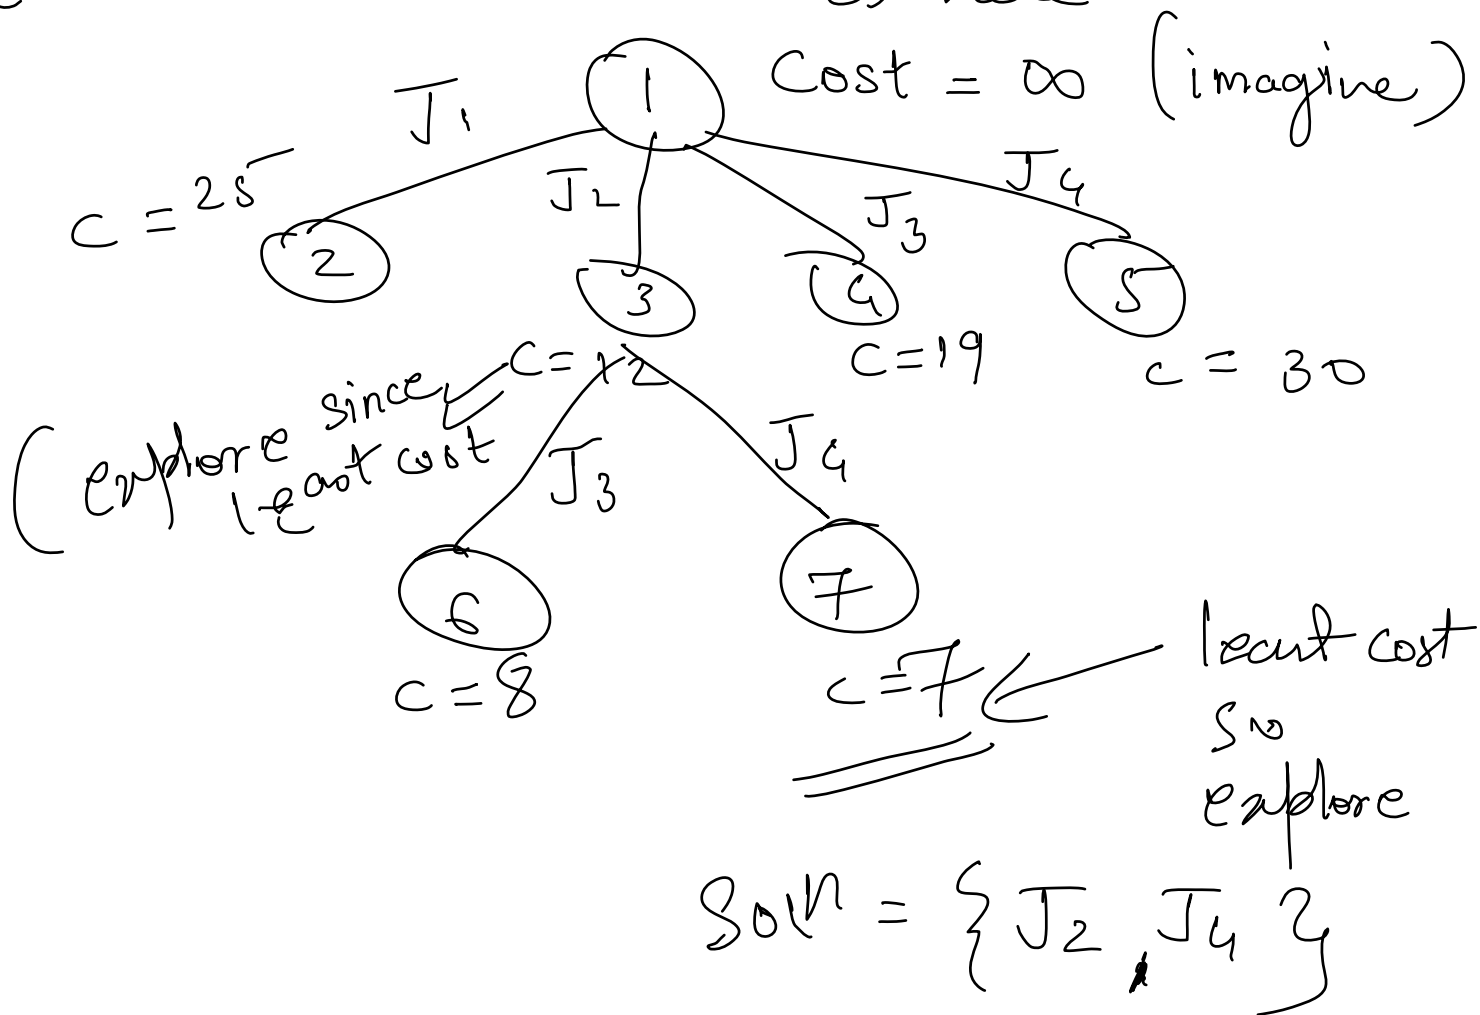 Cost = ∞ (imagine)
1
J1
J2
J3
J4
c = 25
2
3
4
5
C = 12
C = 19
c = 30
(explore since
least cost
J3
J4
6
7
c = 8
c = 7
least cost
so
explore
Soln = { J2, J4 }